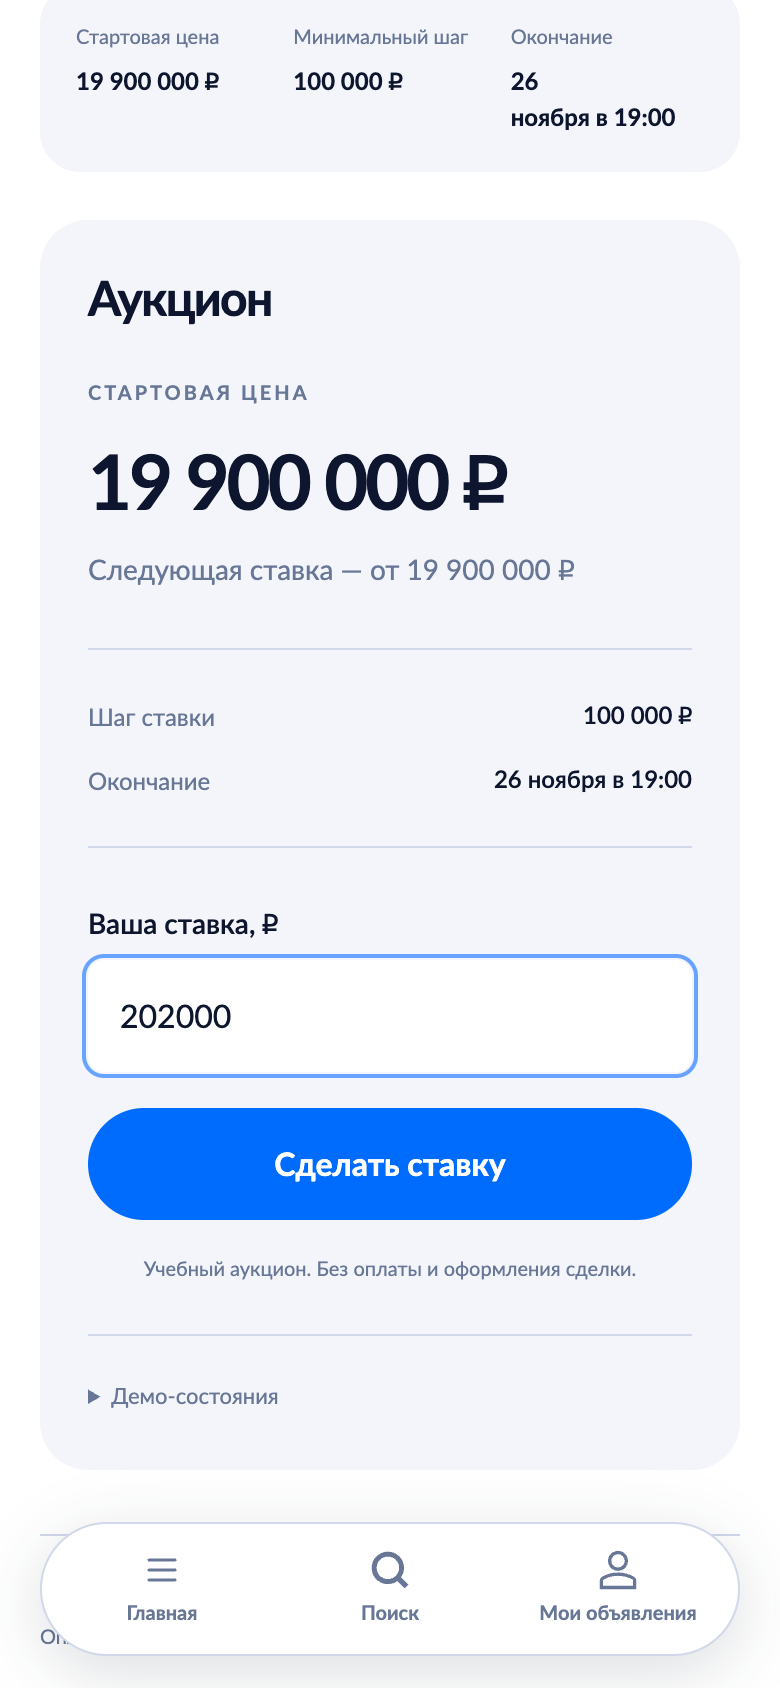 Стартовая цена
Минимальный шаг
Окончание
19 900 000 ₽
100 000 ₽
26
ноября в 19:00
Аукцион
СТАРТОВАЯ ЦЕНА
19 900 000 ₽
Следующая ставка — от 19 900 000 ₽
Шаг ставки
100 000 ₽
Окончание
26 ноября в 19:00
Ваша ставка, ₽
202000
Сделать ставку
Учебный аукцион. Без оплаты и оформления сделки.
Демо-состояния
Главная
Поиск
Мои объявления